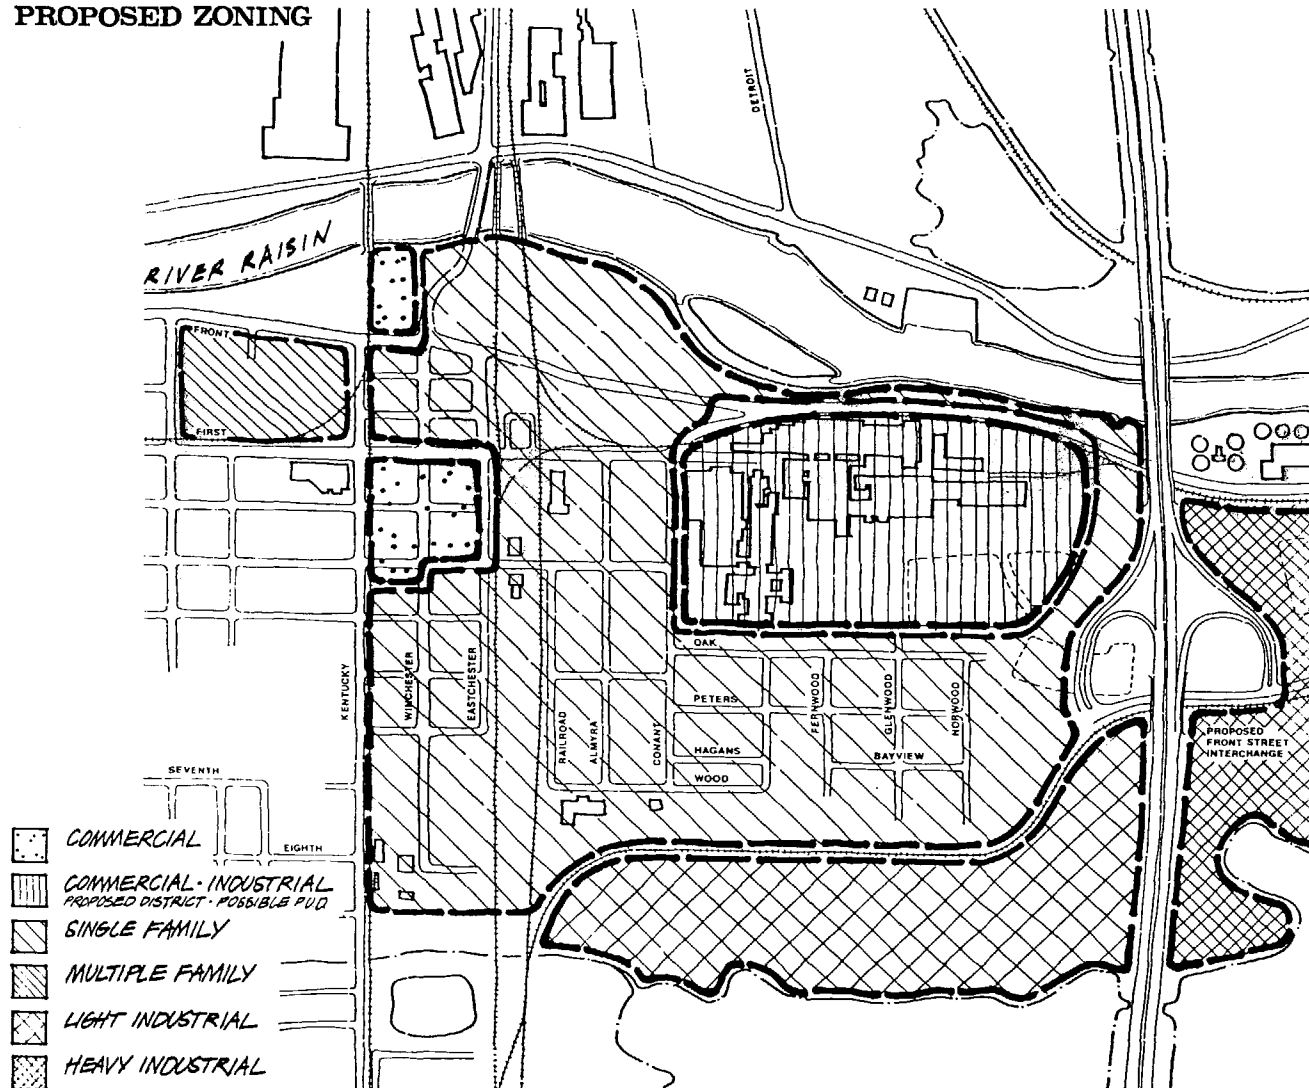 PROPOSED ZONING
DETROIT
RIVER RAISIN
FRONT
FIRST
OAK
KENTUCKY
WINCHESTER
EASTCHESTER
PETERS
FERNWOOD
GLENWOOD
NORWOOD
RAILROAD
ALMYRA
CONANT
HAGANS
BAYVIEW
WOOD
PROPOSED
FRONT STREET
INTERCHANGE
SEVENTH
EIGHTH
COMMERCIAL
COMMERCIAL - INDUSTRIAL
PROPOSED DISTRICT - POSSIBLE PUD
SINGLE FAMILY
MULTIPLE FAMILY
LIGHT INDUSTRIAL
HEAVY INDUSTRIAL